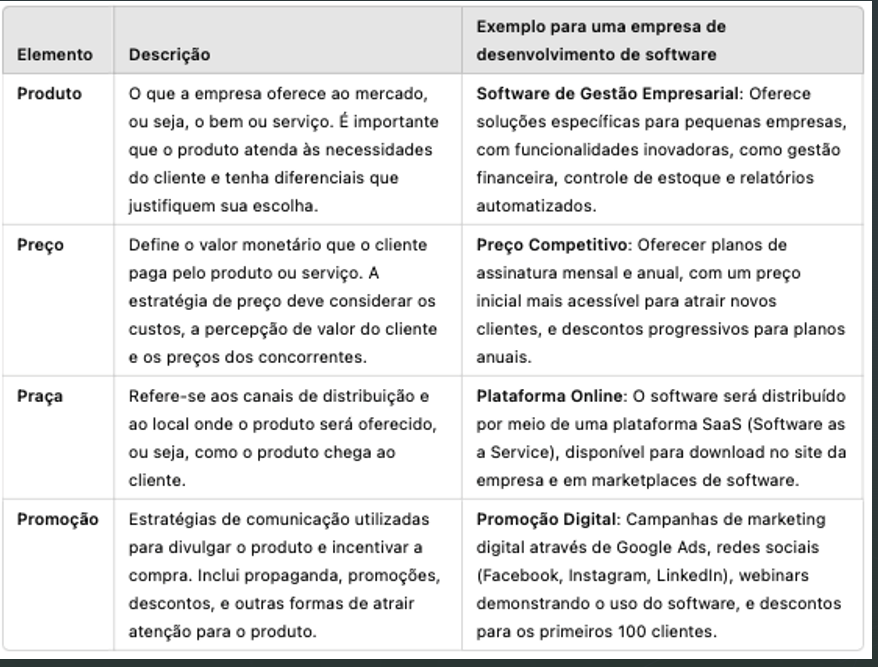 Exemplo para uma empresa de
Elemento Descrição desenvolvimento de software
Produto O que a empresa oferece ao mercado, Software de Gestão Empresarial: Oferece
ou seja, o bem ou serviço. É importante soluções específicas para pequenas empresas,
que o produto atenda às necessidades com funcionalidades inovadoras, como gestão
do cliente e tenha diferenciais que financeira, controle de estoque e relatórios
justifiquem sua escolha. automatizados.
Preço Define o valor monetário que o cliente Preço Competitivo: Oferecer planos de
paga pelo produto ou serviço. A assinatura mensal e anual, com um preço
estratégia de preço deve considerar os inicial mais acessível para atrair novos
custos, a percepção de valor do cliente clientes, e descontos progressivos para planos
e os preços dos concorrentes. anuais.
Praça Refere-se aos canais de distribuição e Plataforma Online: O software será distribuído
ao local onde o produto será oferecido, por meio de uma plataforma SaaS (Software as
ou seja, como o produto chega ao a Service), disponível para download no site da
cliente. empresa e em marketplaces de software.
Promoção Estratégias de comunicação utilizadas Promoção Digital: Campanhas de marketing
para divulgar o produto e incentivar a digital através de Google Ads, redes sociais
compra. Inclui propaganda, promoções, (Facebook, Instagram, LinkedIn), webinars
descontos, e outras formas de atrair demonstrando o uso do software, e descontos
atenção para o produto. para os primeiros 100 clientes.